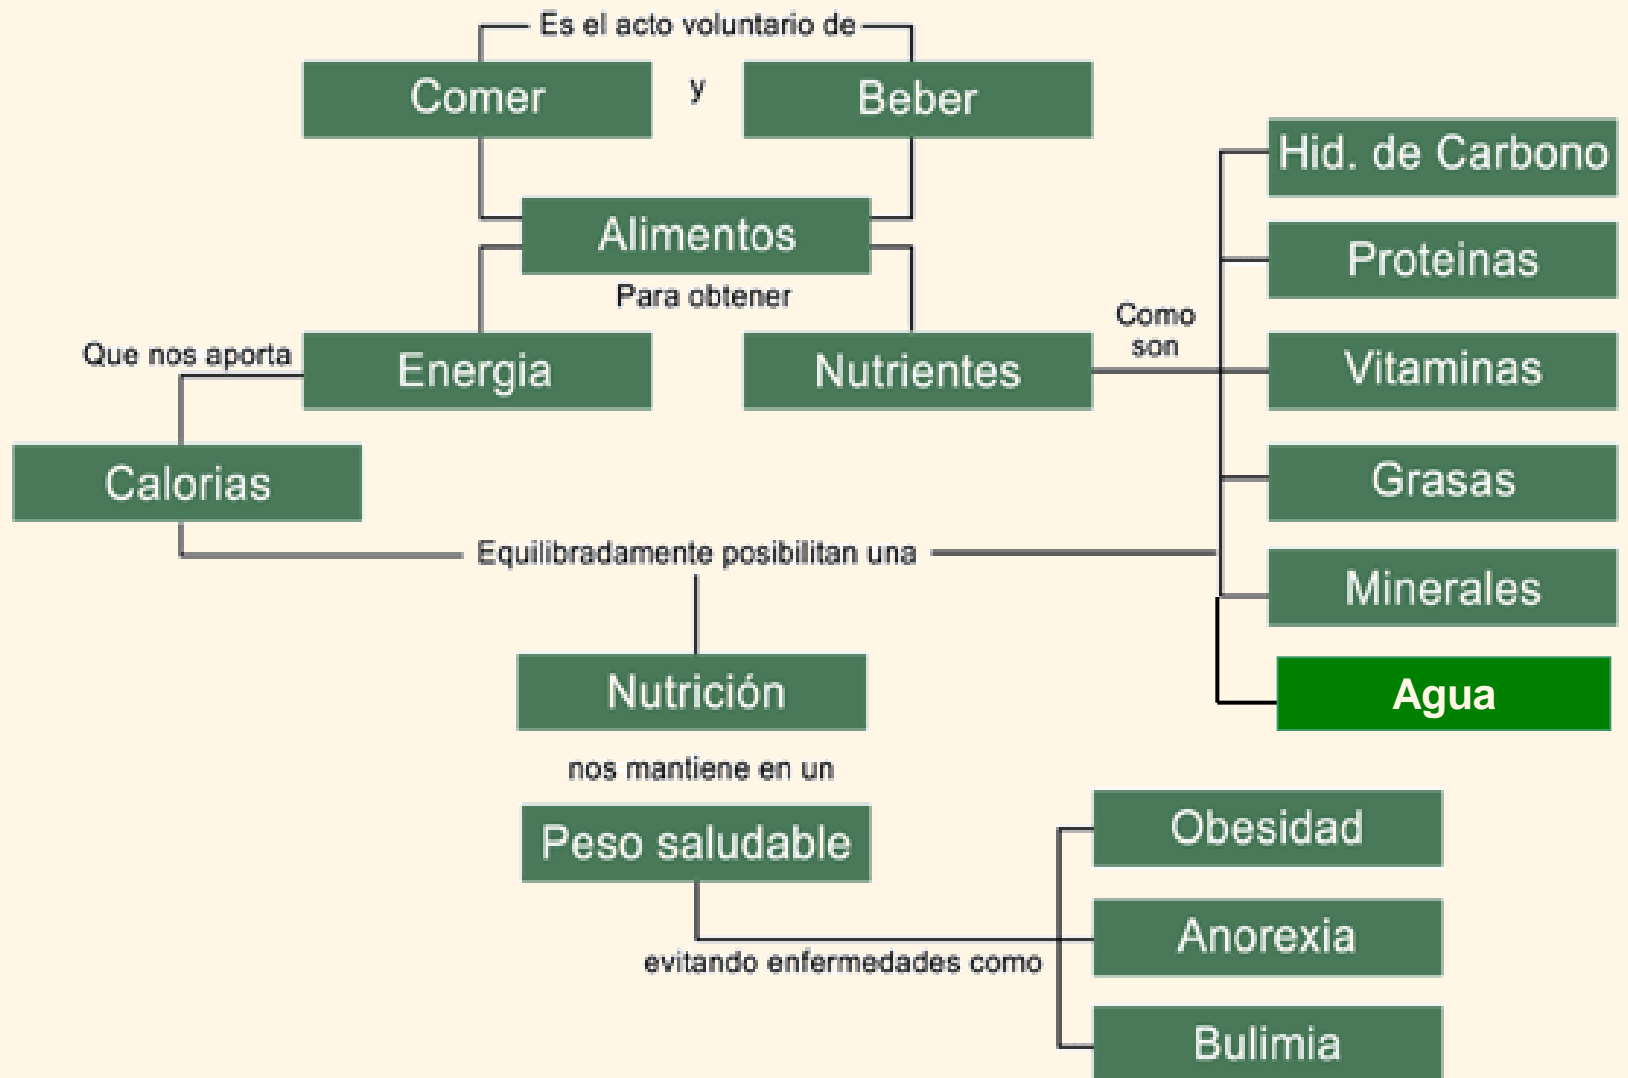 Es el acto voluntario de
Comer
y
Beber
Alimentos
Para obtener
Que nos aporta
Energia
Nutrientes
Como
son
Hid. de Carbono
Proteinas
Vitaminas
Grasas
Minerales
Agua
Calorias
Equilibradamente posibilitan una
Nutrición
nos mantiene en un
Peso saludable
evitando enfermedades como
Obesidad
Anorexia
Bulimia